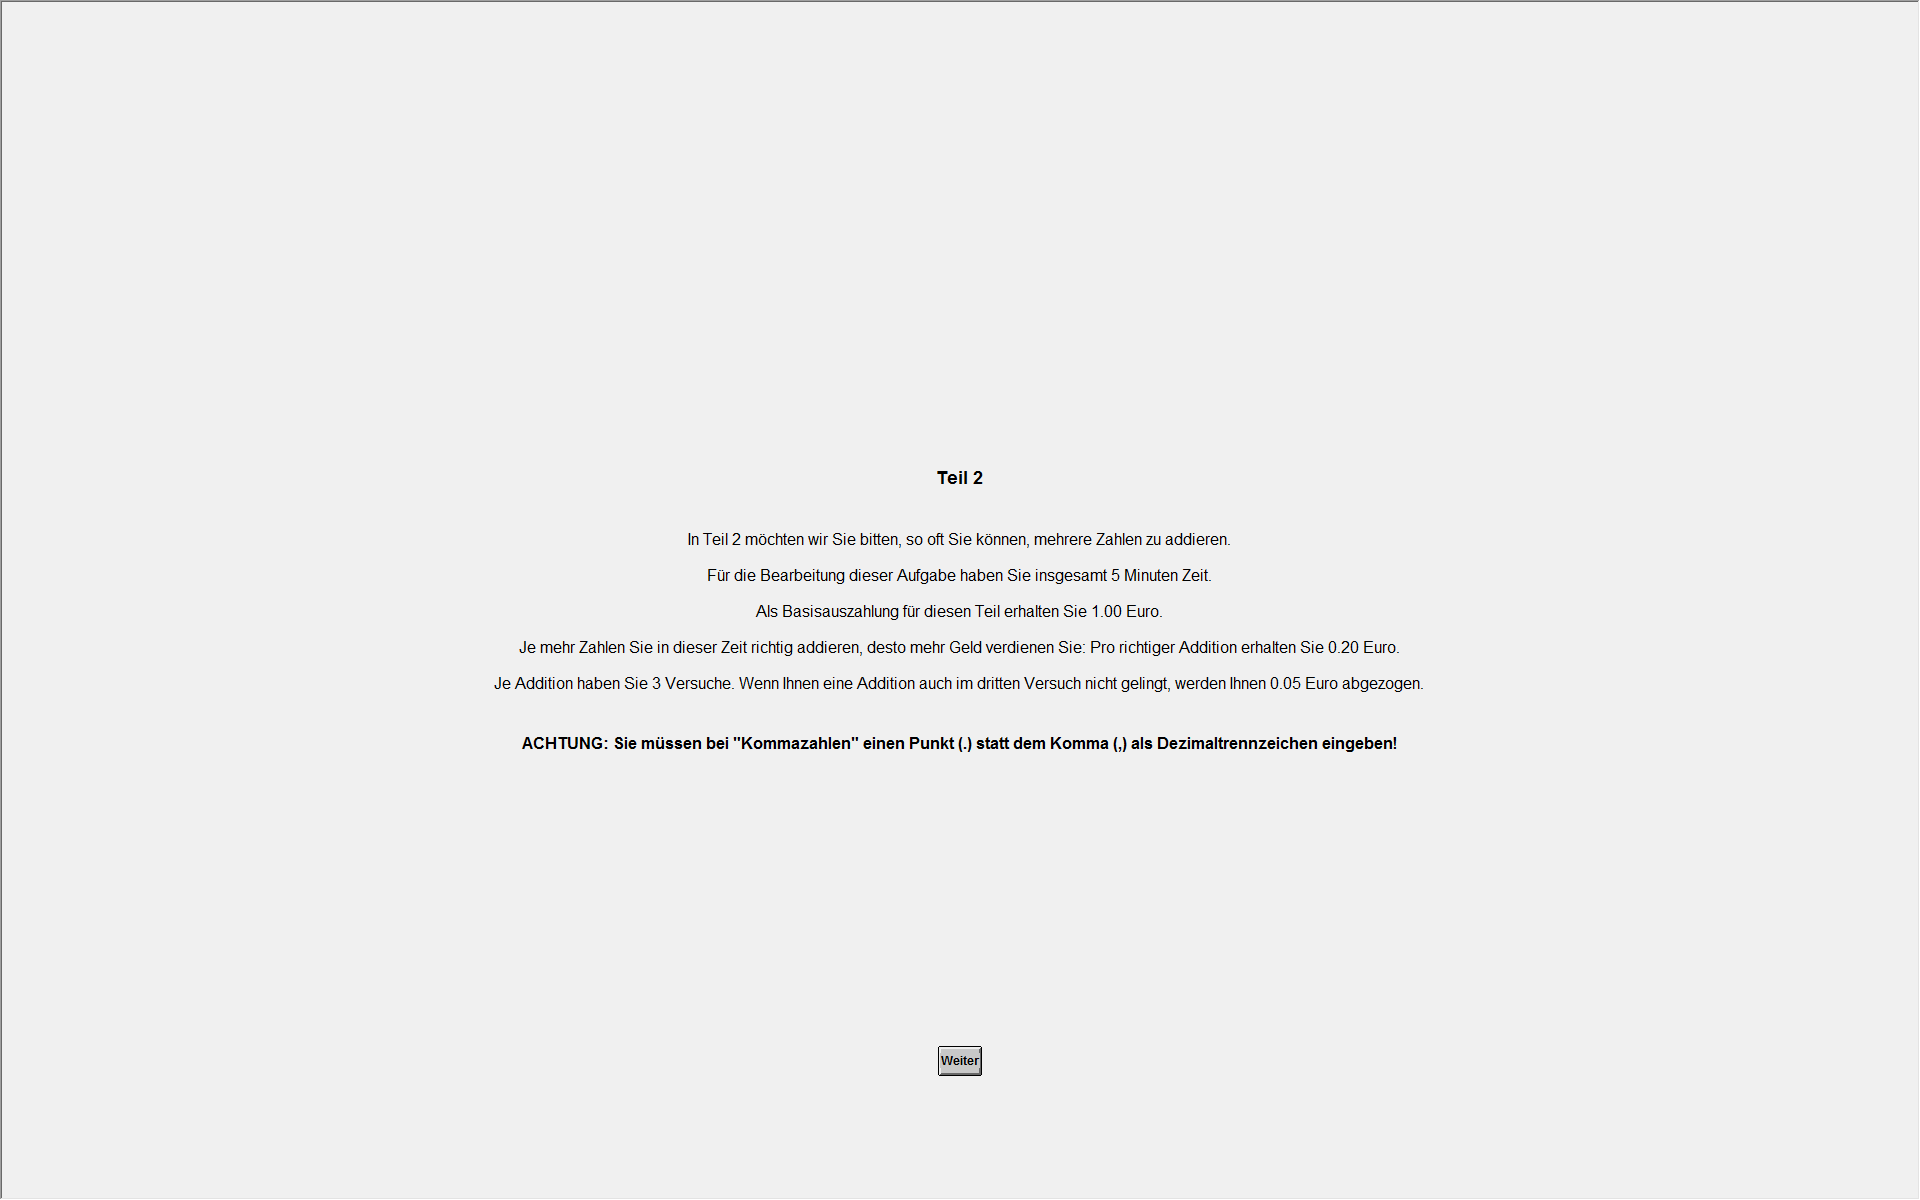 Teil 2
In Teil 2 möchten wir Sie bitten, so oft Sie können, mehrere Zahlen zu addieren.
Für die Bearbeitung dieser Aufgabe haben Sie insgesamt 5 Minuten Zeit.
Als Basisauszahlung für diesen Teil erhalten Sie 1.00 Euro.
Je mehr Zahlen Sie in dieser Zeit richtig addieren, desto mehr Geld verdienen Sie: Pro richtiger Addition erhalten Sie 0.20 Euro.
Je Addition haben Sie 3 Versuche. Wenn Ihnen eine Addition auch im dritten Versuch nicht gelingt, werden Ihnen 0.05 Euro abgezogen.
ACHTUNG: Sie müssen bei "Kommazahlen" einen Punkt (.) statt dem Komma (,) als Dezimaltrennzeichen eingeben!
Weiter